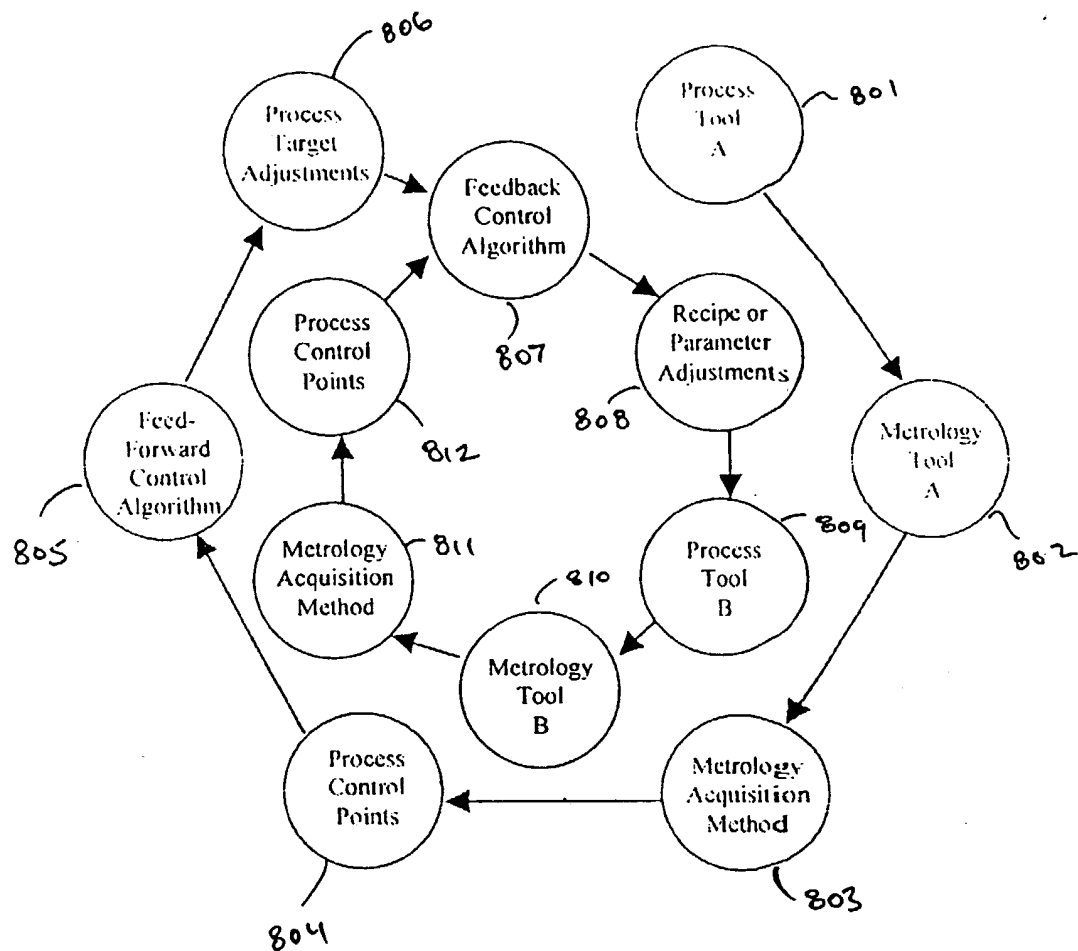 806
Process
Target
Adjustments
Process
Tool
A
801
Feedback
Control
Algorithm
807
Process
Control
Points
812
Recipe or
Parameter
Adjustments
808
Feed-
Forward
Control
Algorithm
805
Metrology
Tool
A
802
Metrology
Acquisition
Method
811
Process
Tool
B
809
810
Metrology
Tool
B
Process
Control
Points
804
Metrology
Acquisition
Method
803